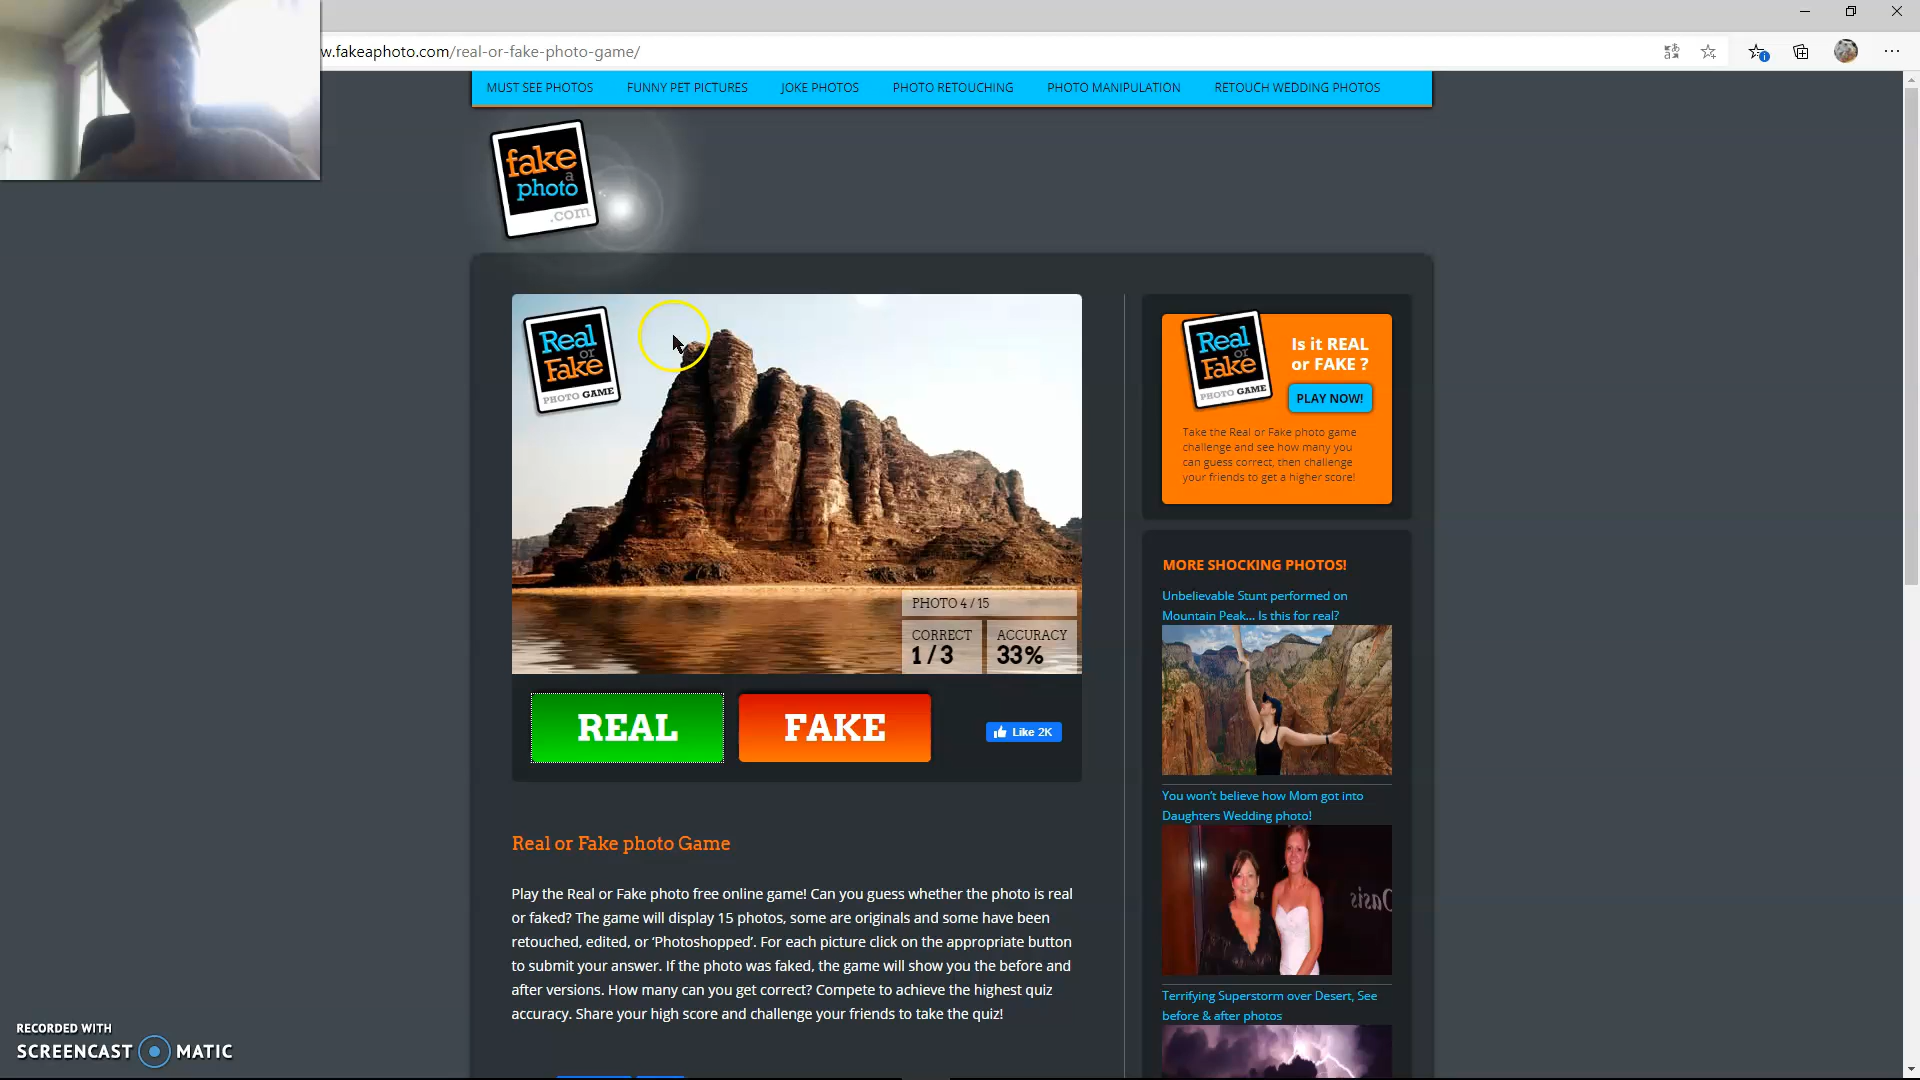 w.fakeaphoto.com/real-or-fake-photo-game/
MUST SEE PHOTOS FUNNY PET PICTURES JOKE PHOTOS PHOTO RETOUCHING PHOTO MANIPULATION RETOUCH WEDDING PHOTOS
fake
a
photo
.com
Real
or
Fake
PHOTO GAME
PHOTO 4 / 15
CORRECT
1 / 3
ACCURACY
33%
REAL
FAKE
Like 2K
Real or Fake photo Game
Play the Real or Fake photo free online game! Can you guess whether the photo is real
or faked? The game will display 15 photos, some are originals and some have been
retouched, edited, or ‘Photoshopped’. For each picture click on the appropriate button
to submit your answer. If the photo was faked, the game will show you the before and
after versions. How many can you get correct? Compete to achieve the highest quiz
accuracy. Share your high score and challenge your friends to take the quiz!
Real
or
Fake
PHOTO GAME
Is it REAL
or FAKE ?
PLAY NOW!
Take the Real or Fake photo game
challenge and see how many you
can guess correct, then challenge
your friends to get a higher score!
MORE SHOCKING PHOTOS!
Unbelievable Stunt performed on
Mountain Peak... Is this for real?
You won’t believe how Mom got into
Daughters Wedding photo!
Oasis
Terrifying Superstorm over Desert, See
before & after photos
RECORDED WITH
SCREENCAST MATIC